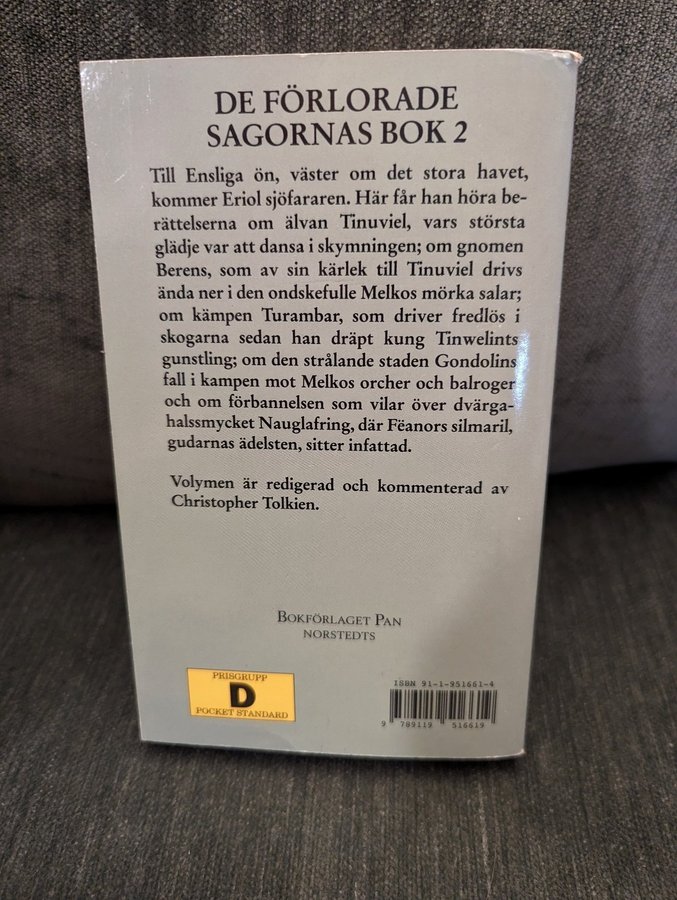 DE FÖRLORADE
SAGORNAS BOK 2
Till Ensliga ön, väster om det stora havet,
kommer Eriol sjöfararen. Här får han höra be-
rättelserna om älvan Tinuviel, vars största
glädje var att dansa i skymningen; om gnomen
Berens, som av sin kärlek till Tinuviel drivs
ända ner i den ondskefulle Melkos mörka salar;
om kämpen Turambar, som driver fredlös i
skogarna sedan han dräpt kung Tinwelints
gunstling; om den strålande staden Gondolins
fall i kampen mot Melkos orcher och balroger
och om förbannelsen som vilar över dvärga-
halssmycket Nauglafring, där Fëanors silmaril,
gudarnas ädelsten, sitter infattad.
Volymen är redigerad och kommenterad av
Christopher Tolkien.
BOKFÖRLAGET PAN
NORSTEDTS
PRISGRUPP
D
POCKET STANDARD
ISBN 91-1-951661-4
9 789119 516619